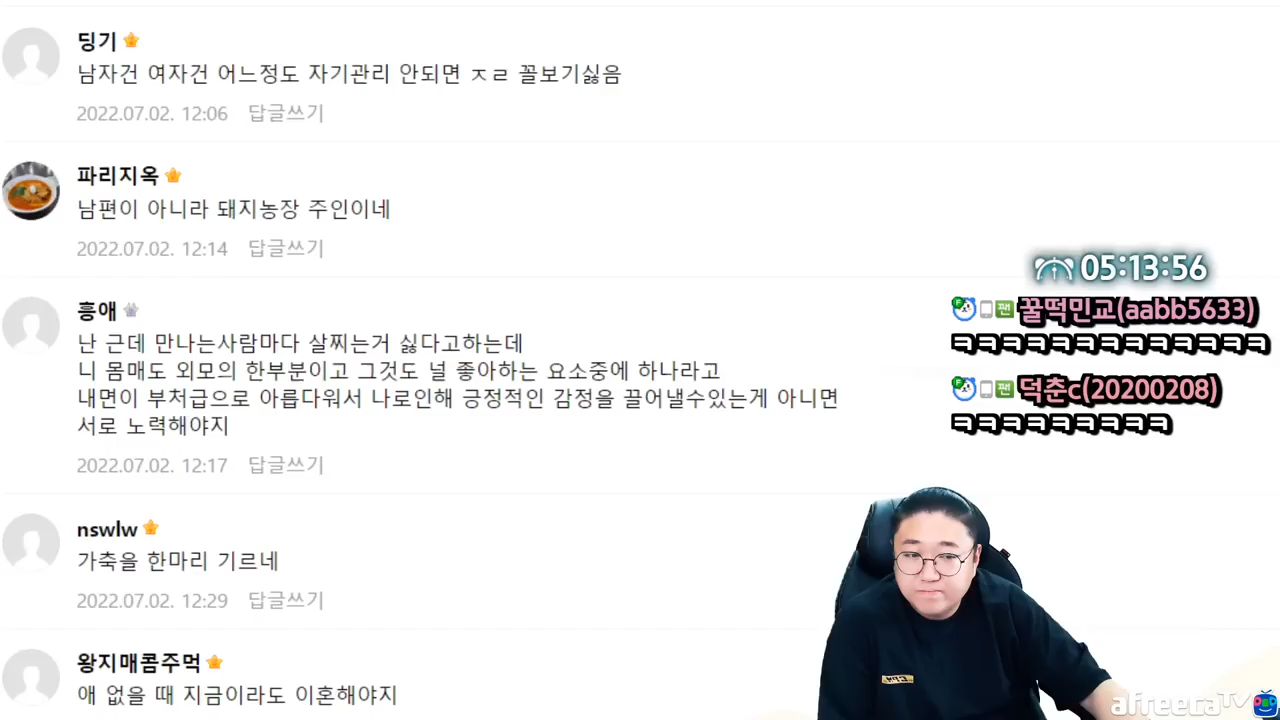 딩기
남자건 여자건 어느정도 자기관리 안되면 ㅈㄹ 꼴보기싫음
2022.07.02. 12:06 답글쓰기
파리지옥
남편이 아니라 돼지농장 주인이네
2022.07.02. 12:14 답글쓰기
흥애
난 근데 만나는사람마다 살찌는거 싫다고하는데
니 몸매도 외모의 한부분이고 그것도 널 좋아하는 요소중에 하나라고
내면이 부처급으로 아릅다워서 나로인해 긍정적인 감정을 끌어낼수있는게 아니면
서로 노력해야지
2022.07.02. 12:17 답글쓰기
nswlw
가축을 한마리 기르네
2022.07.02. 12:29 답글쓰기
왕지매콤주먹
애 없을 때 지금이라도 이혼해야지
05:13:56
F 팬 꿀떡민교(aabb5633)
ㅋㅋㅋㅋㅋㅋㅋㅋㅋㅋㅋㅋ
F 팬 덕춘c(20200208)
ㅋㅋㅋㅋㅋㅋㅋㅋ
afreecaTV